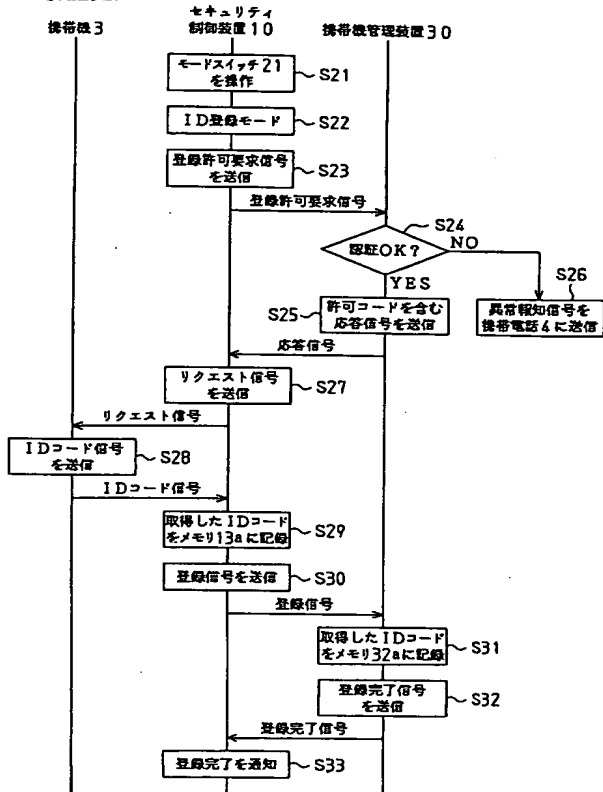 携帯機3
セキュリティ
制御装置10
携帯機管理装置30
モードスイッチ21
を操作
S21
ID登録モード
S22
登録許可要求信号
を送信
S23
登録許可要求信号
認証OK?
S24
NO
YES
許可コードを含む
応答信号を送信
S25
異常報知信号を
携帯電話4に送信
S26
応答信号
リクエスト信号
を送信
S27
リクエスト信号
IDコード信号
を送信
S28
IDコード信号
取得したIDコード
をメモリ13aに記録
S29
登録信号を送信
S30
登録信号
取得したIDコード
をメモリ32aに記録
S31
登録完了信号
を送信
S32
登録完了信号
登録完了を通知
S33